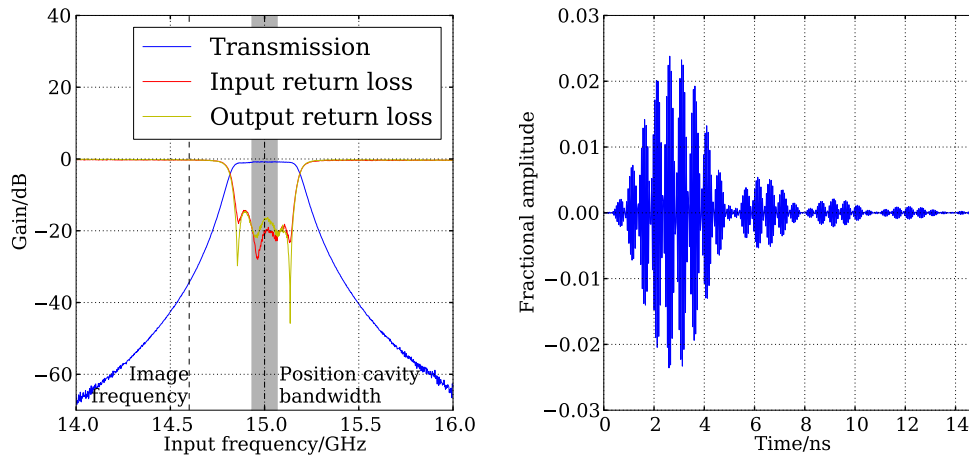 40
20
0
−20
−40
−60
Gain/dB
Transmission
Input return loss
Output return loss
Image
frequency
Position cavity
bandwidth
14.0
14.5
15.0
15.5
16.0
Input frequency/GHz
0.03
0.02
0.01
0.00
−0.01
−0.02
−0.03
Fractional amplitude
0
2
4
6
8
10
12
14
Time/ns